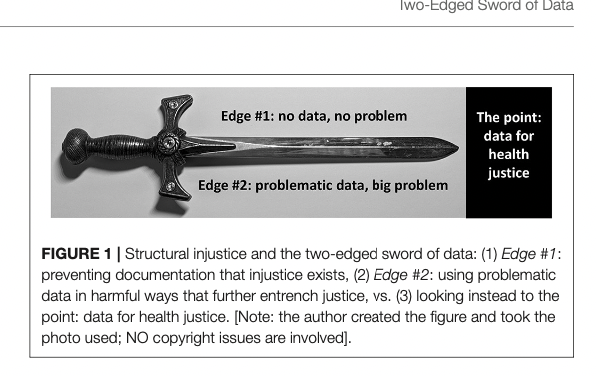 Two-Edged Sword of Data
Edge #1: no data, no problem
Edge #2: problematic data, big problem
The point:
data for
health
justice
FIGURE 1 | Structural injustice and the two-edged sword of data: (1) Edge #1:
preventing documentation that injustice exists, (2) Edge #2: using problematic
data in harmful ways that further entrench justice, vs. (3) looking instead to the
point: data for health justice. [Note: the author created the figure and took the
photo used; NO copyright issues are involved].